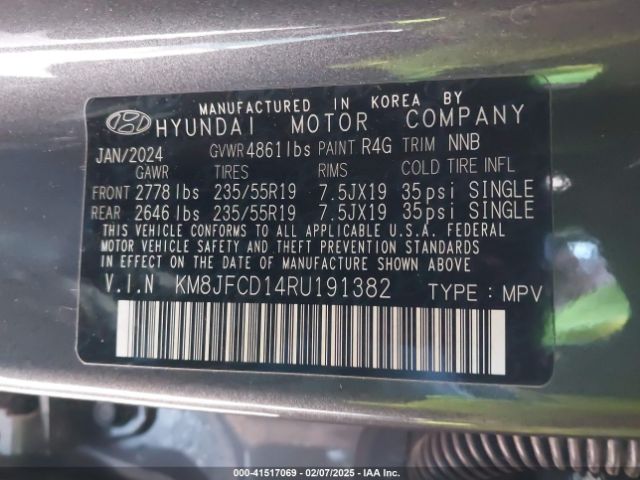 MANUFACTURED IN KOREA BY
HYUNDAI MOTOR COMPANY
JAN/2024 GVWR 4861lbs PAINT R4G TRIM NNB
GAWR TIRES RIMS COLD TIRE INFL
FRONT 2778 lbs 235/55R19 7.5JX19 35psi SINGLE
REAR 2646 lbs 235/55R19 7.5JX19 35psi SINGLE
THIS VEHICLE CONFORMS TO ALL APPLICABLE U.S.A. FEDERAL
MOTOR VEHICLE SAFETY AND THEFT PREVENTION STANDARDS
IN EFFECT ON THE DATE OF MANUFACTURE SHOWN ABOVE
V.I.N KM8JFCD14RU191382 TYPE : MPV
000-41517069 - 02/07/2025 - IAA Inc.